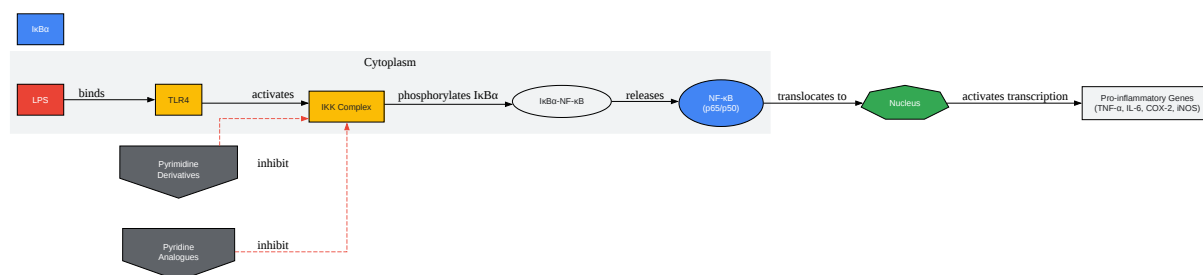 IκBα
Cytoplasm
LPS
binds
TLR4
activates
IKK Complex
phosphorylates IκBα
IκBα-NF-κB
releases
NF-κB
(p65/p50)
translocates to
Nucleus
activates transcription
Pro-inflammatory Genes
(TNF-α, IL-6, COX-2, iNOS)
Pyrimidine
Derivatives
inhibit
Pyridine
Analogues
inhibit